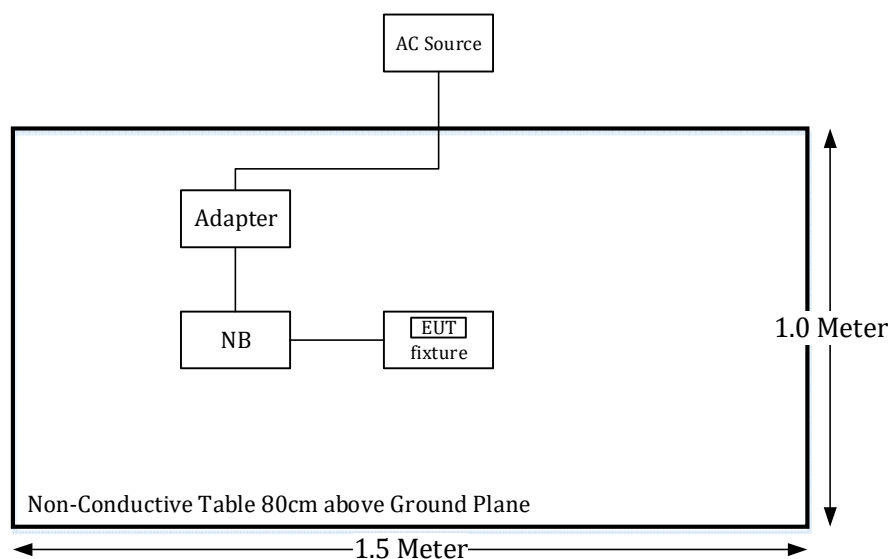 AC Source
Adapter
NB
EUT
fixture
1.0 Meter
Non-Conductive Table 80cm above Ground Plane
1.5 Meter